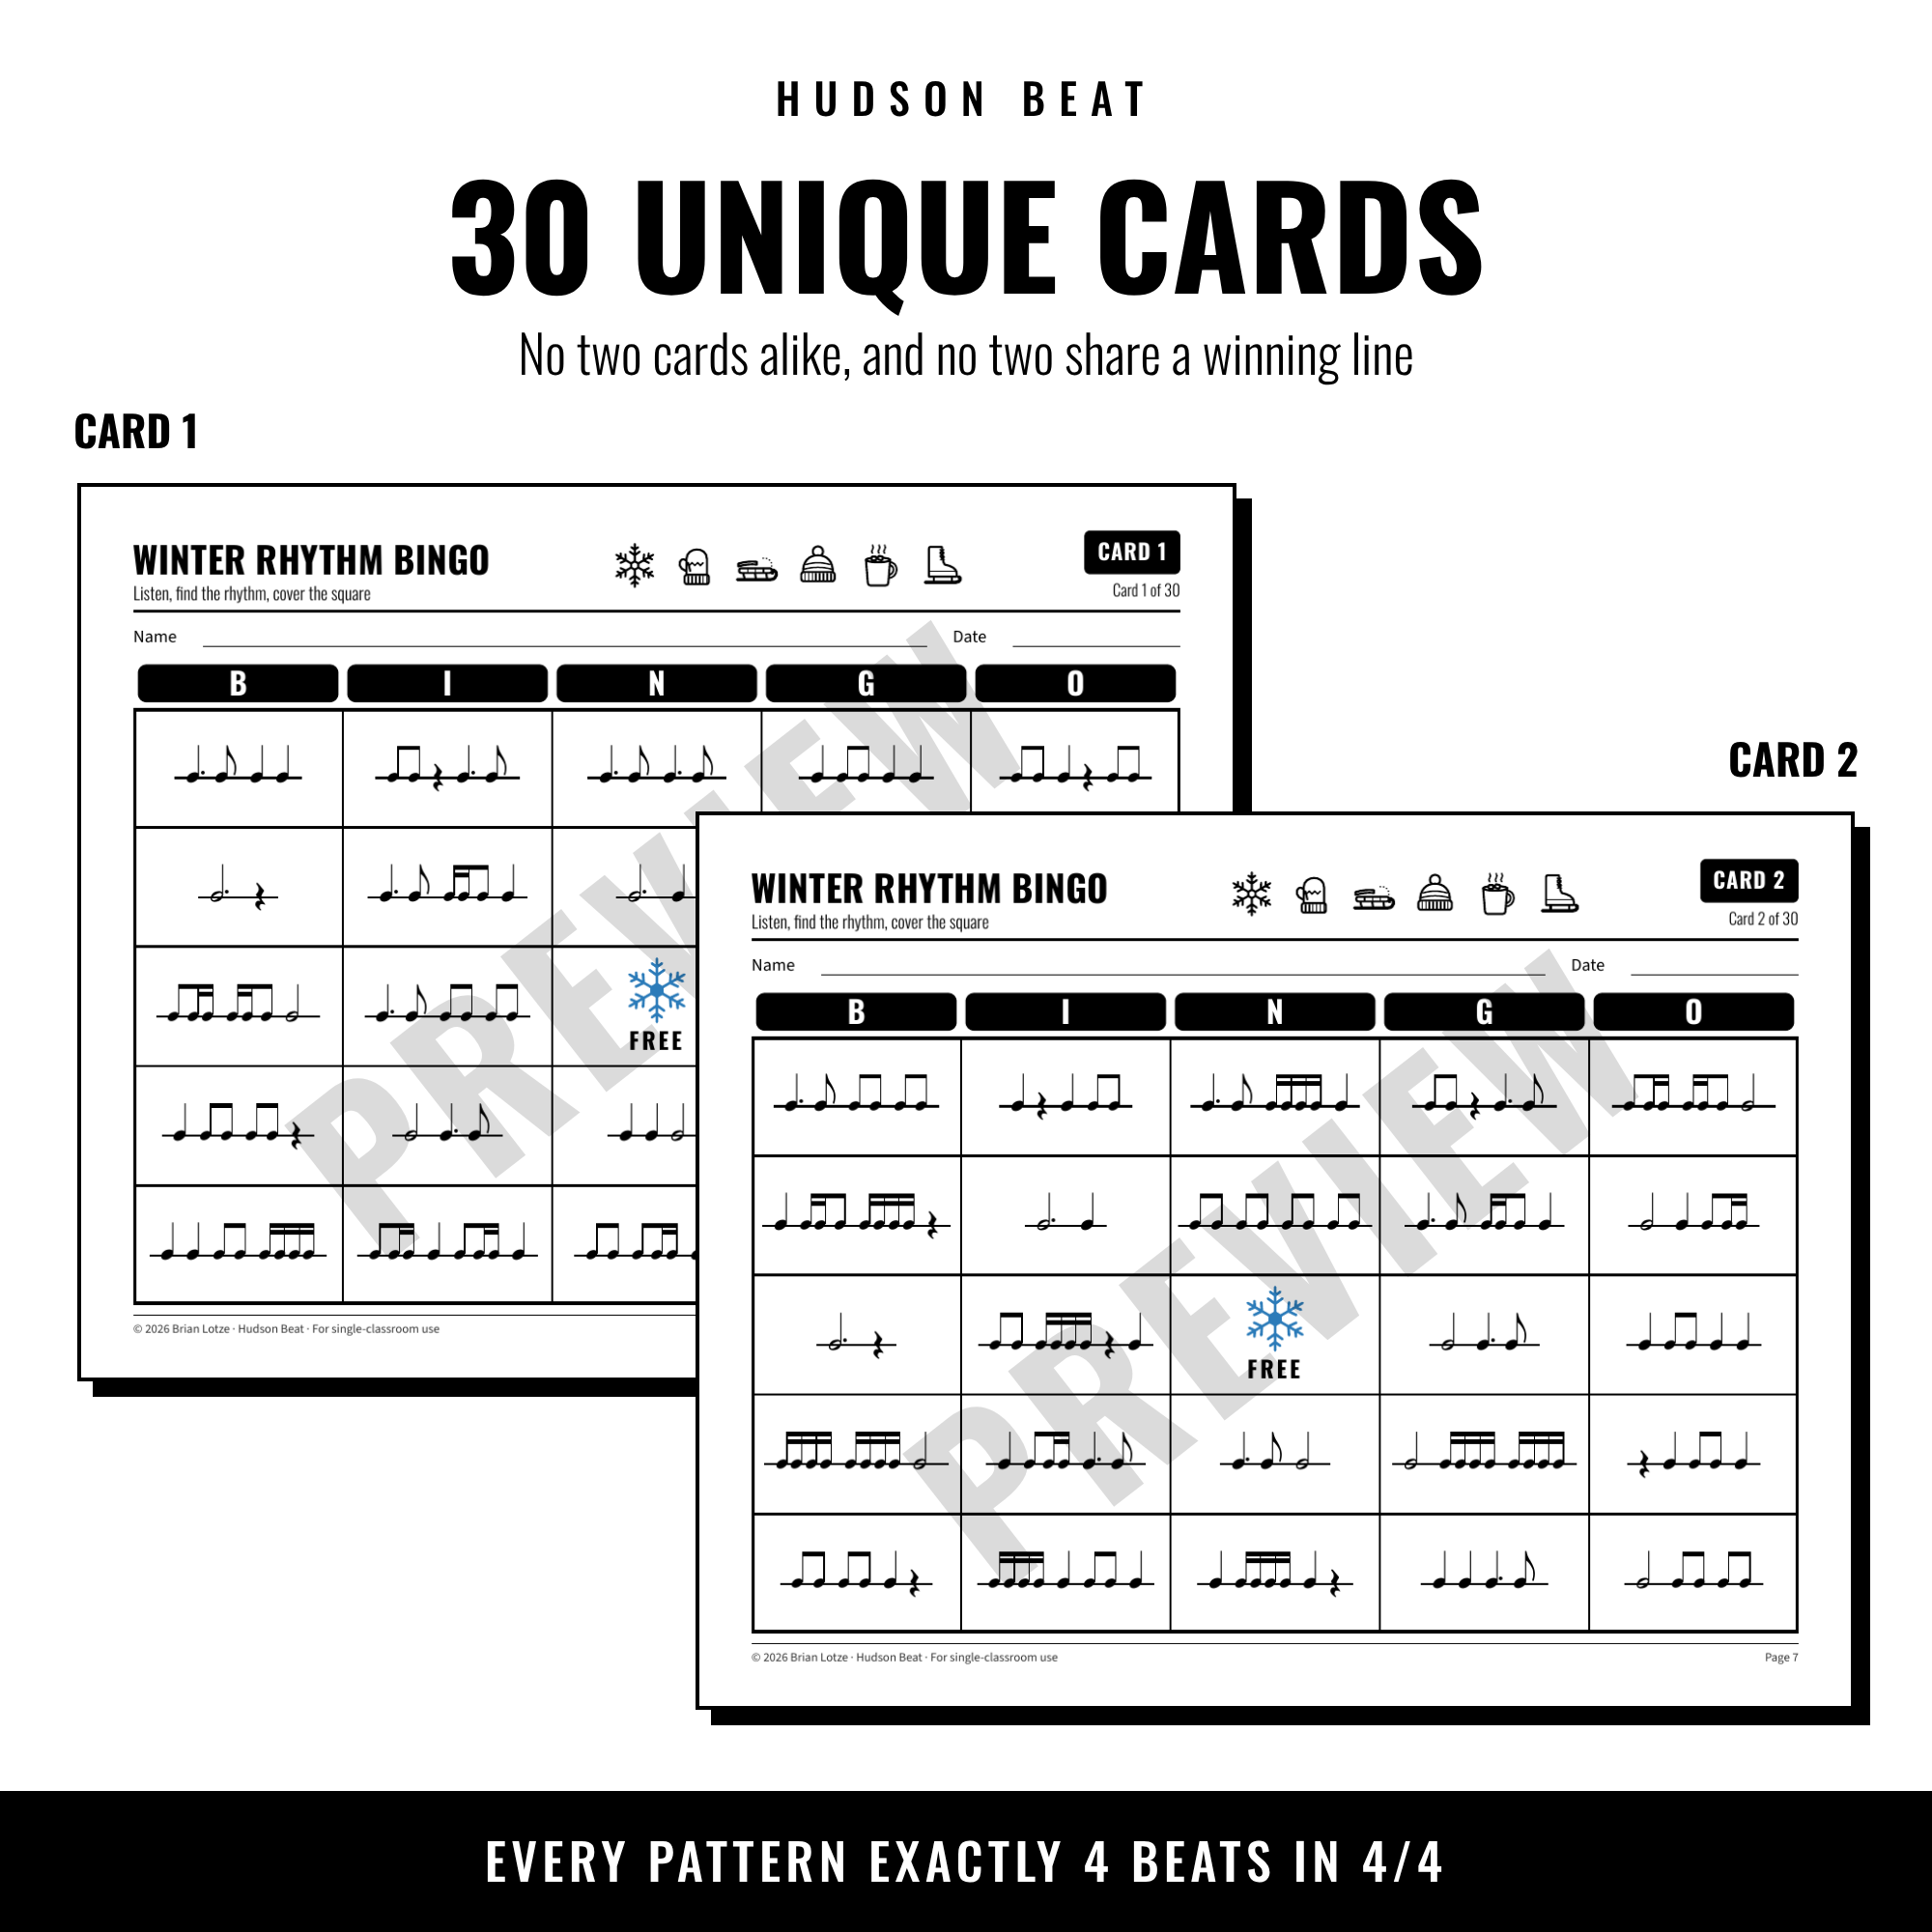 HUDSON BEAT
30 UNIQUE CARDS
No two cards alike, and no two share a winning line
CARD 1
WINTER RHYTHM BINGO
Listen, find the rhythm, cover the square
CARD 1
Card 1 of 30
Name
Date
B I N G O
FREE
PREVIEW
© 2026 Brian Lotze · Hudson Beat · For single-classroom use
CARD 2
WINTER RHYTHM BINGO
Listen, find the rhythm, cover the square
CARD 2
Card 2 of 30
Name
Date
B I N G O
FREE
PREVIEW
© 2026 Brian Lotze · Hudson Beat · For single-classroom use
Page 7
EVERY PATTERN EXACTLY 4 BEATS IN 4/4